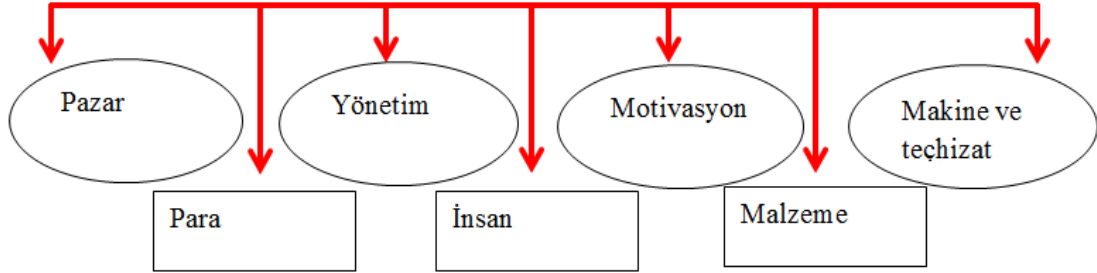 Pazar
Yönetim
Motivasyon
Makine ve
teçhizat
Para
İnsan
Malzeme